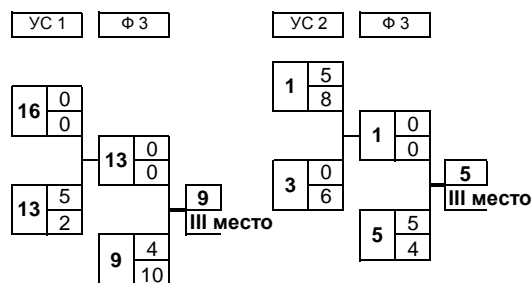 УС 1 Ф 3
16 0 0
13 0 0
13 5 2
9
III место
9 4 10
УС 2 Ф 3
1 5 8
1 0 0
3 0 6
5
III место
5 5 4